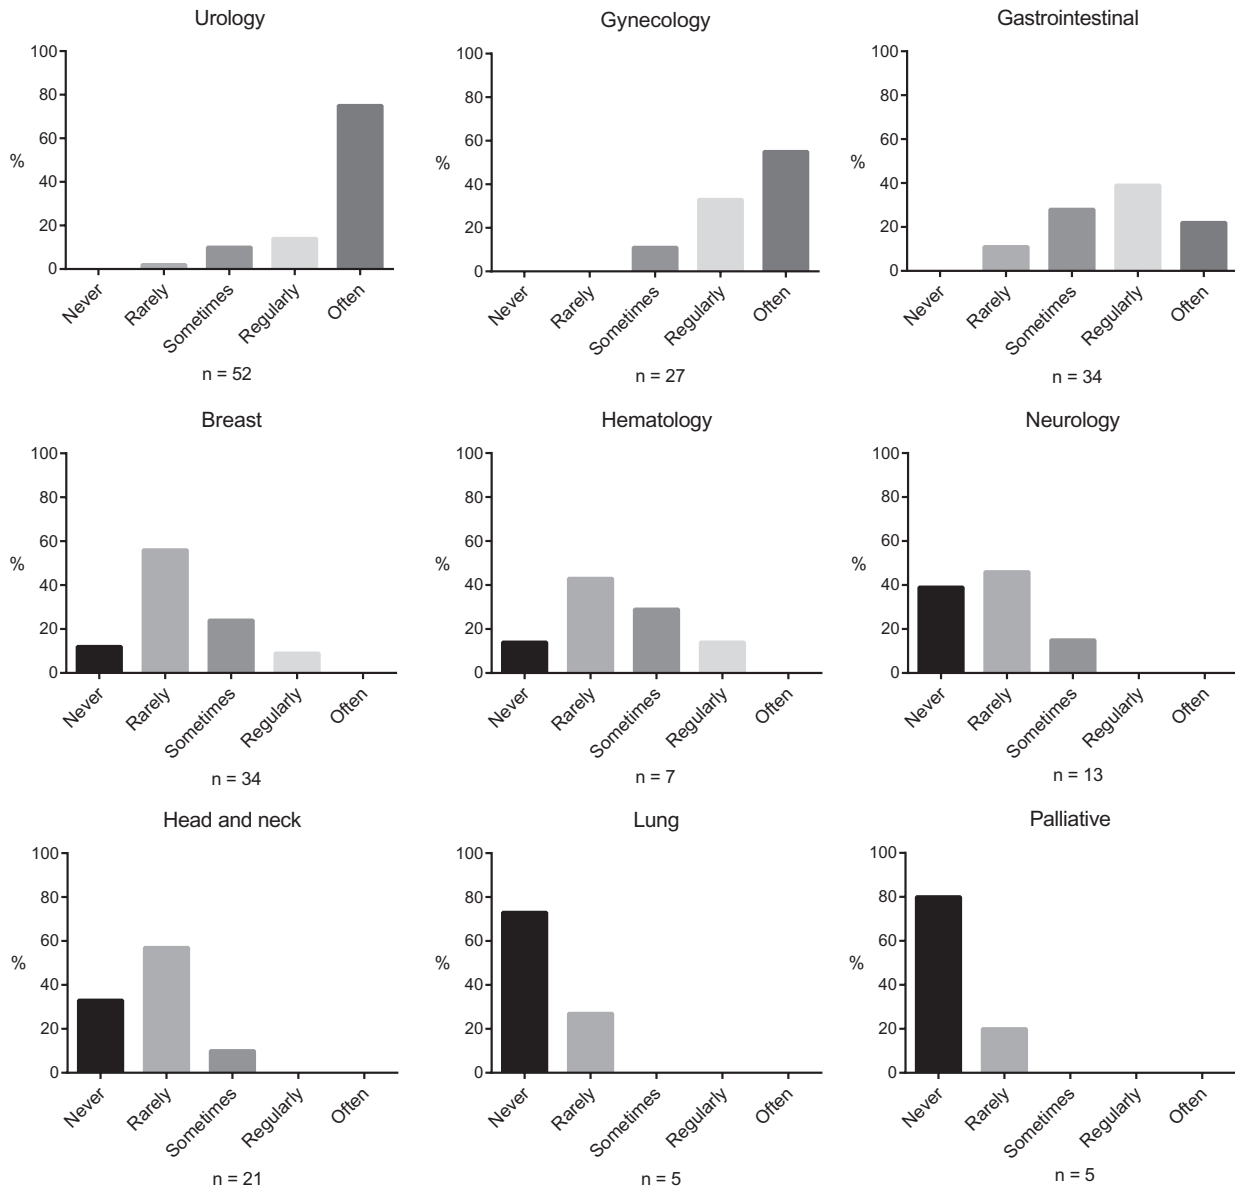 Urology
Gynecology
Gastrointestinal
100
80
60
40
20
0
%
Never
Rarely
Sometimes
Regularly
Often
n = 52
100
80
60
40
20
0
%
Never
Rarely
Sometimes
Regularly
Often
n = 27
100
80
60
40
20
0
%
Never
Rarely
Sometimes
Regularly
Often
n = 34
Breast
Hematology
Neurology
100
80
60
40
20
0
%
Never
Rarely
Sometimes
Regularly
Often
n = 34
100
80
60
40
20
0
%
Never
Rarely
Sometimes
Regularly
Often
n = 7
100
80
60
40
20
0
%
Never
Rarely
Sometimes
Regularly
Often
n = 13
Head and neck
Lung
Palliative
100
80
60
40
20
0
%
Never
Rarely
Sometimes
Regularly
Often
n = 21
100
80
60
40
20
0
%
Never
Rarely
Sometimes
Regularly
Often
n = 5
100
80
60
40
20
0
%
Never
Rarely
Sometimes
Regularly
Often
n = 5